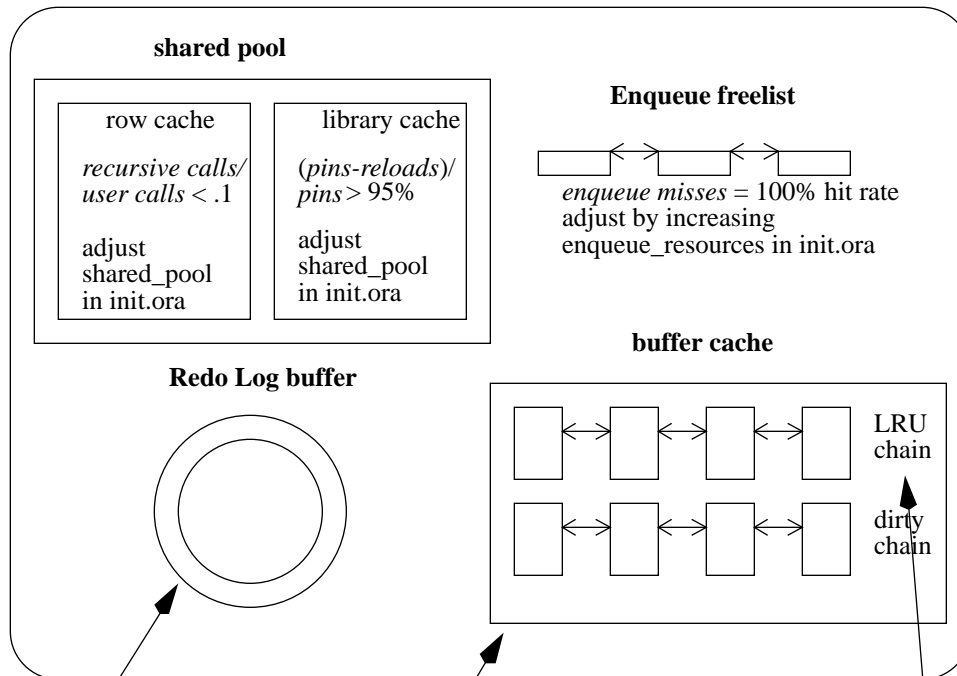 shared pool
row cache
recursive calls/
user calls < .1
adjust
shared_pool
in init.ora
library cache
(pins-reloads)/
pins > 95%
adjust
shared_pool
in init.ora
Enqueue freelist
enqueue misses = 100% hit rate
adjust by increasing
enqueue_resources in init.ora
Redo Log buffer
buffer cache
LRU
chain
dirty
chain